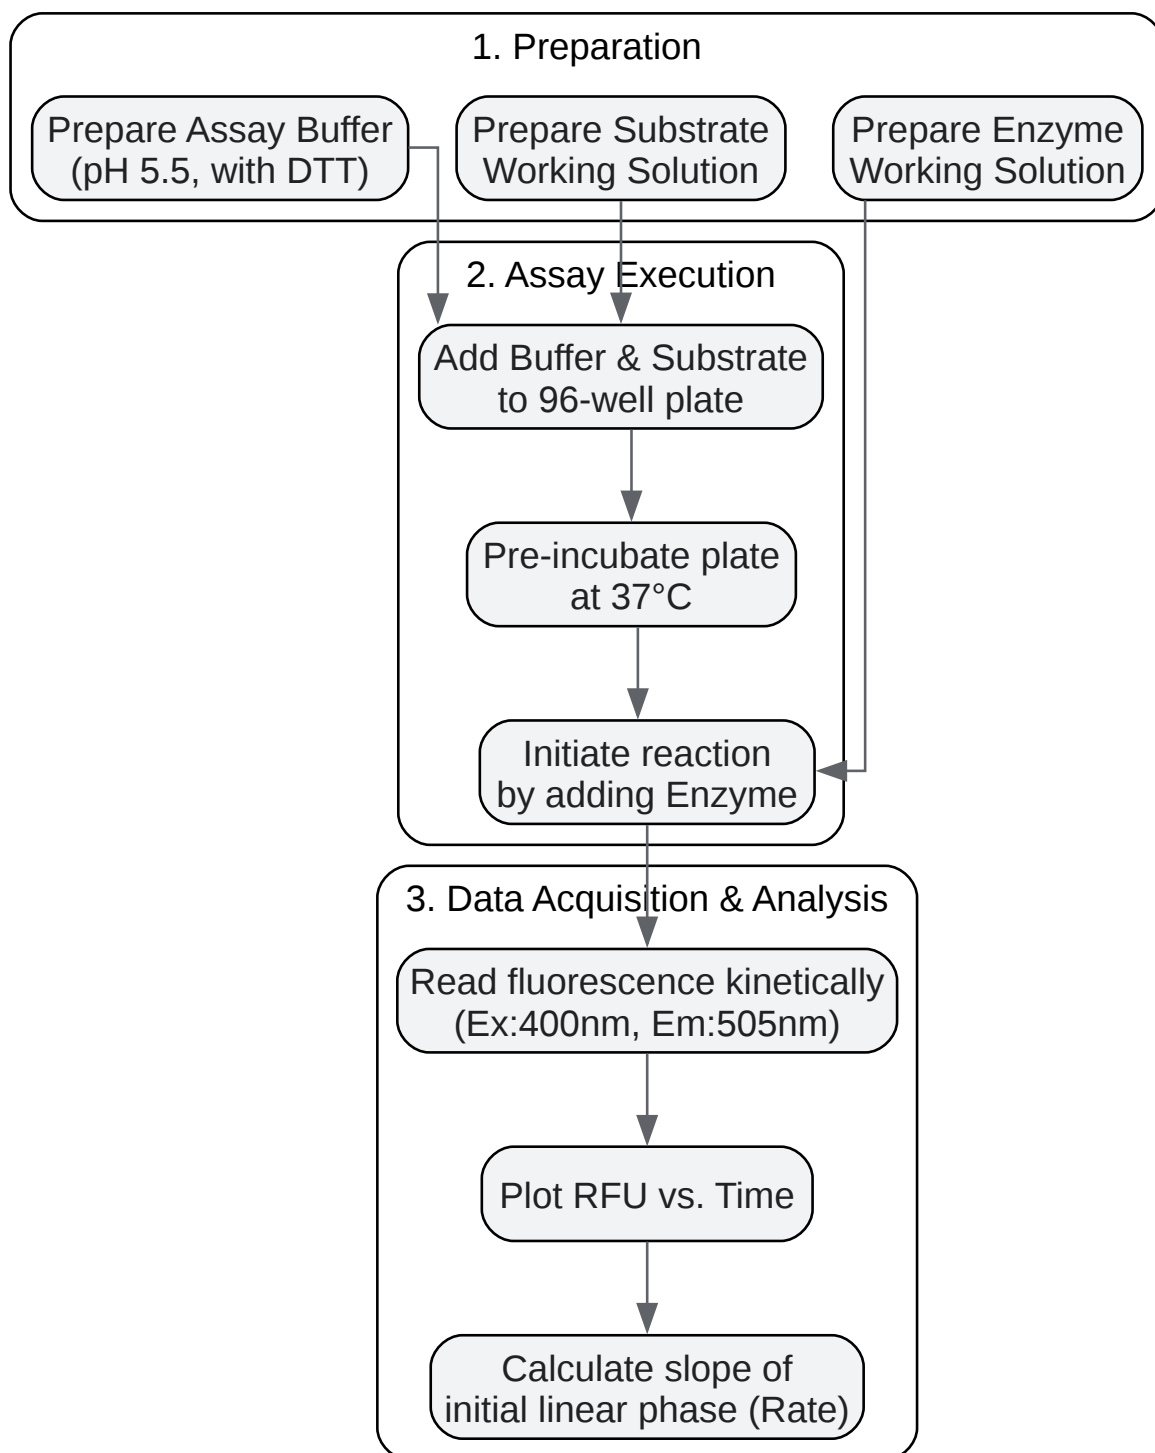 1. Preparation
Prepare Assay Buffer
(pH 5.5, with DTT)
Prepare Substrate
Working Solution
Prepare Enzyme
Working Solution
2. Assay Execution
Add Buffer & Substrate
to 96-well plate
Pre-incubate plate
at 37°C
Initiate reaction
by adding Enzyme
3. Data Acquisition & Analysis
Read fluorescence kinetically
(Ex:400nm, Em:505nm)
Plot RFU vs. Time
Calculate slope of
initial linear phase (Rate)